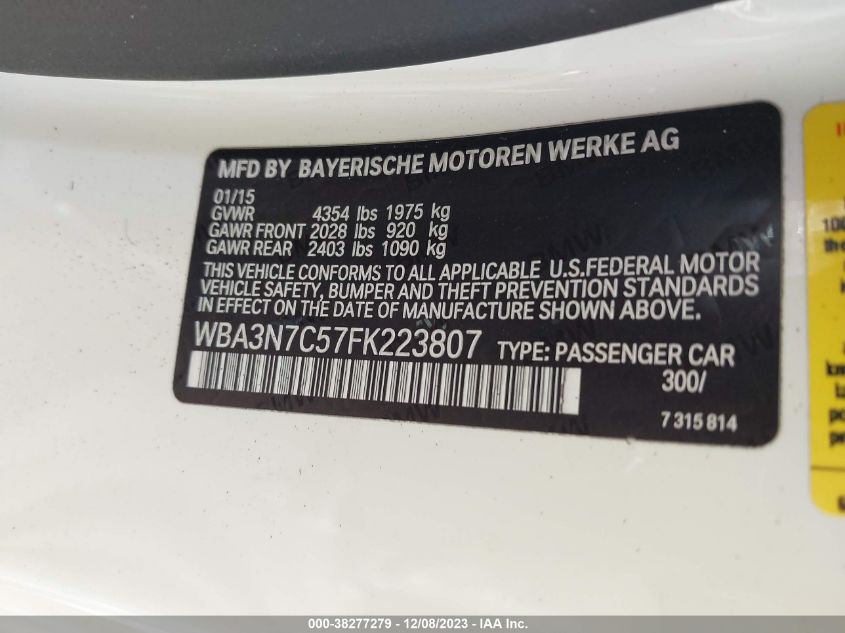 MFD BY BAYERISCHE MOTOREN WERKE AG
01/15
GVWR 4354 lbs 1975 kg
GAWR FRONT 2028 lbs 920 kg
GAWR REAR 2403 lbs 1090 kg
THIS VEHICLE CONFORMS TO ALL APPLICABLE U.S.FEDERAL MOTOR
VEHICLE SAFETY, BUMPER AND THEFT PREVENTION STANDARDS
IN EFFECT ON THE DATE OF MANUFACTURE SHOWN ABOVE.
WBA3N7C57FK223807 TYPE: PASSENGER CAR
300/
7 315 814
000-38277279 - 12/08/2023 - IAA Inc.